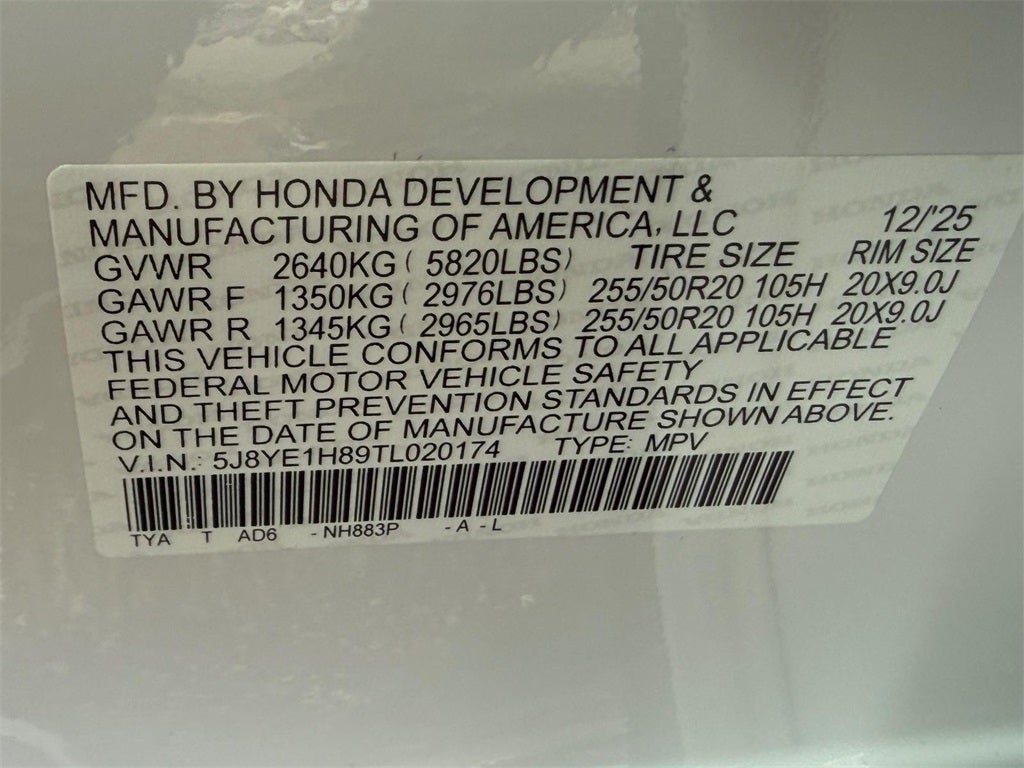 MFD. BY HONDA DEVELOPMENT &
MANUFACTURING OF AMERICA, LLC 12/'25
GVWR 2640KG ( 5820LBS) TIRE SIZE RIM SIZE
GAWR F 1350KG ( 2976LBS) 255/50R20 105H 20X9.0J
GAWR R 1345KG ( 2965LBS) 255/50R20 105H 20X9.0J
THIS VEHICLE CONFORMS TO ALL APPLICABLE
FEDERAL MOTOR VEHICLE SAFETY
AND THEFT PREVENTION STANDARDS IN EFFECT
ON THE DATE OF MANUFACTURE SHOWN ABOVE.
V.I.N.: 5J8YE1H89TL020174 TYPE: MPV
TYA T AD6 - NH883P - A - L